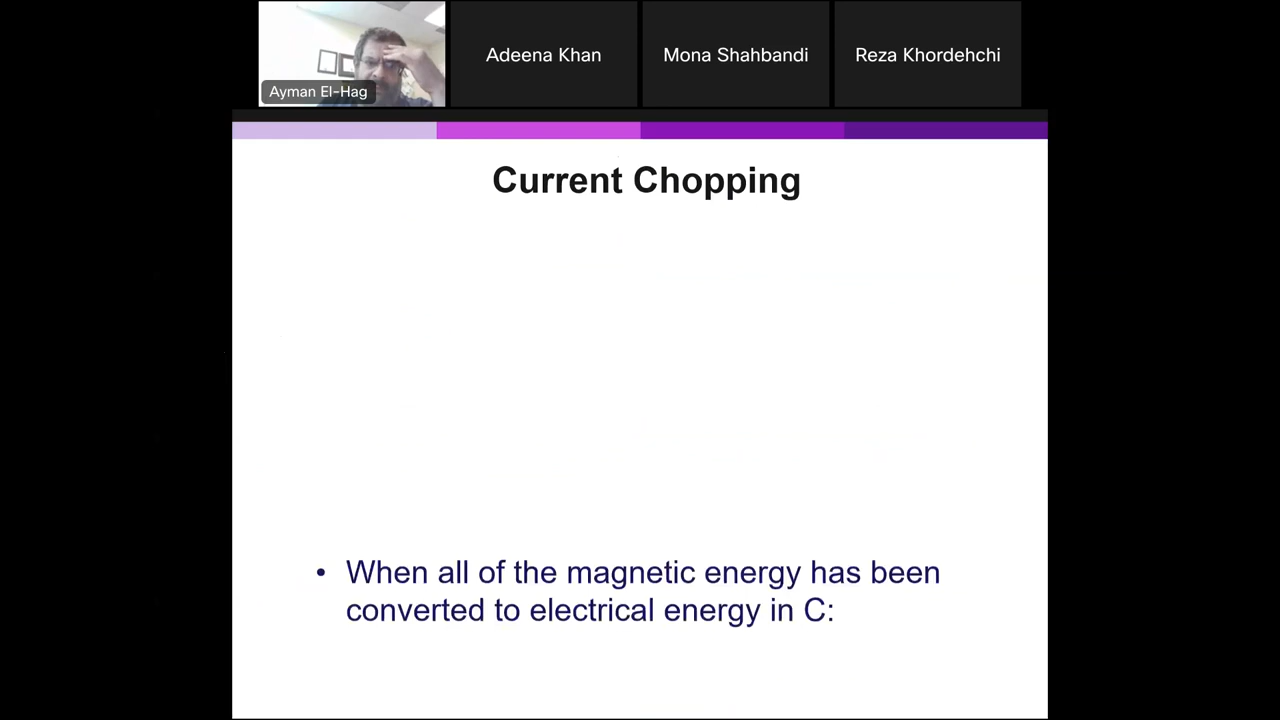 Adeena Khan
Mona Shahbandi
Reza Khordehchi
Ayman El-Hag
Current Chopping
• When all of the magnetic energy has been
converted to electrical energy in C: